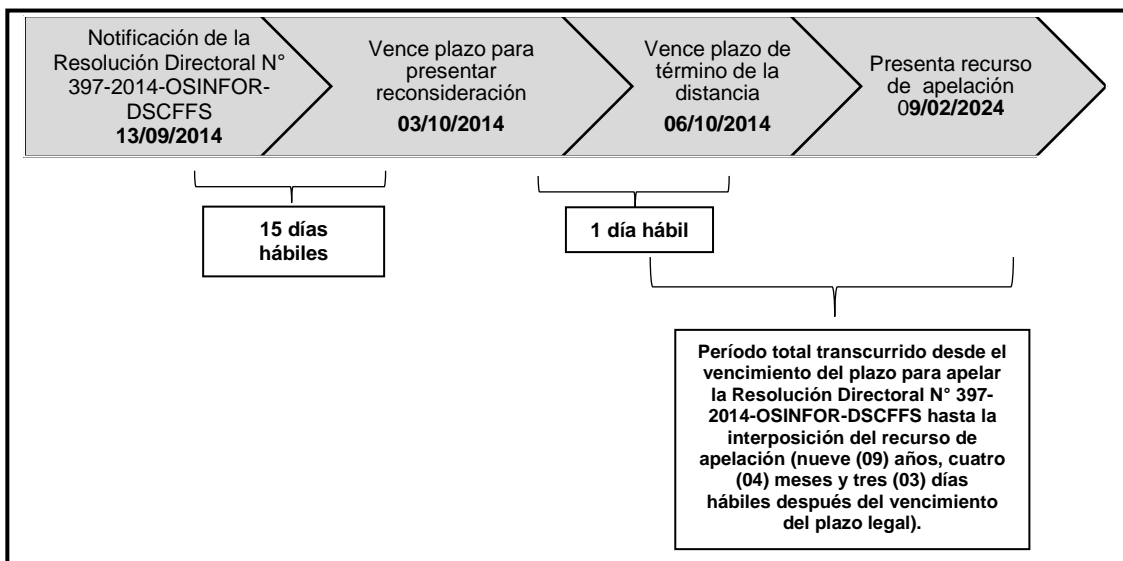 Notificación de la
Resolución Directoral N°
397-2014-OSINFOR-
DSCFFS
13/09/2014
Vence plazo para
presentar
reconsideración
03/10/2014
Vence plazo de
término de la
distancia
06/10/2014
Presenta recurso
de apelación
09/02/2024
15 días
hábiles
1 día hábil
Período total transcurrido desde el
vencimiento del plazo para apelar
la Resolución Directoral N° 397-
2014-OSINFOR-DSCFFS hasta la
interposición del recurso de
apelación (nueve (09) años, cuatro
(04) meses y tres (03) días
hábiles después del vencimiento
del plazo legal).